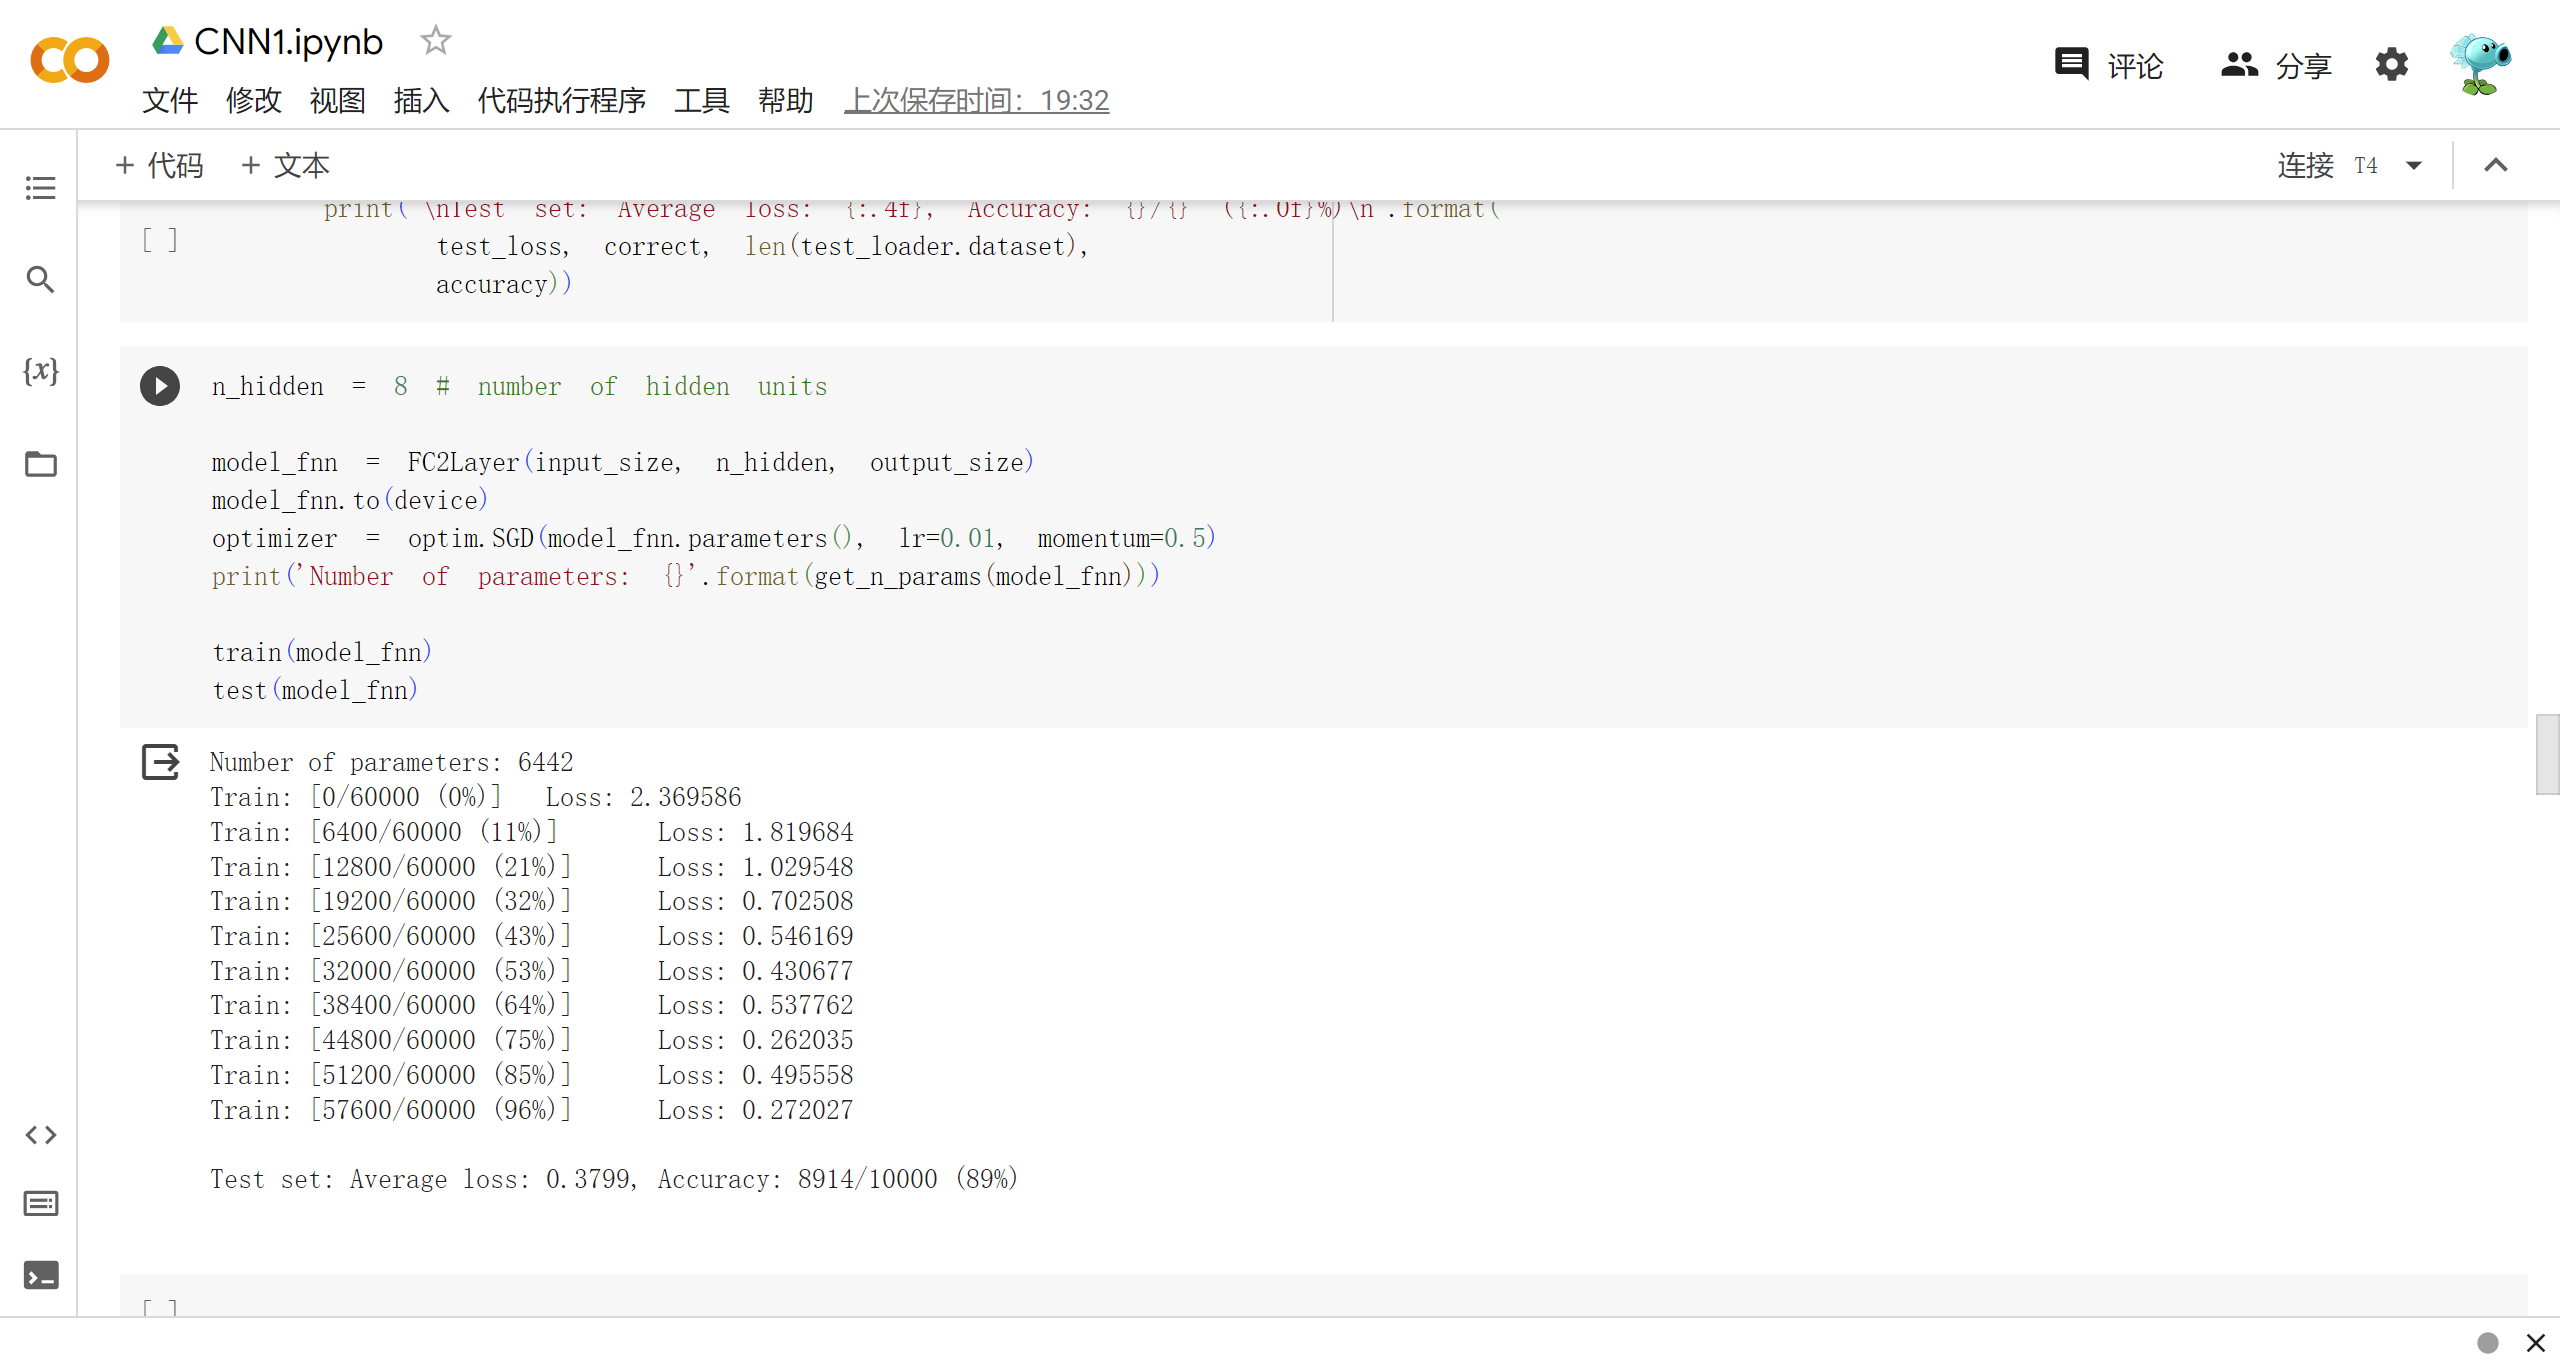 CNN1.ipynb
文件 修改 视图 插入 代码执行程序 工具 帮助 上次保存时间：19:32
评论 分享
+ 代码 + 文本
连接 T4
print('\nTest set: Average loss: {:.4f}, Accuracy: {}/{} ({:.0f}%)\n'.format(
[ ]
test_loss, correct, len(test_loader.dataset),
accuracy))
{x}
n_hidden = 8 # number of hidden units
model_fnn = FC2Layer(input_size, n_hidden, output_size)
model_fnn.to(device)
optimizer = optim.SGD(model_fnn.parameters(), lr=0.01, momentum=0.5)
print('Number of parameters: {}'.format(get_n_params(model_fnn)))
train(model_fnn)
test(model_fnn)
Number of parameters: 6442
Train: [0/60000 (0%)] Loss: 2.369586
Train: [6400/60000 (11%)] Loss: 1.819684
Train: [12800/60000 (21%)] Loss: 1.029548
Train: [19200/60000 (32%)] Loss: 0.702508
Train: [25600/60000 (43%)] Loss: 0.546169
Train: [32000/60000 (53%)] Loss: 0.430677
Train: [38400/60000 (64%)] Loss: 0.537762
Train: [44800/60000 (75%)] Loss: 0.262035
Train: [51200/60000 (85%)] Loss: 0.495558
Train: [57600/60000 (96%)] Loss: 0.272027
Test set: Average loss: 0.3799, Accuracy: 8914/10000 (89%)
[ ]